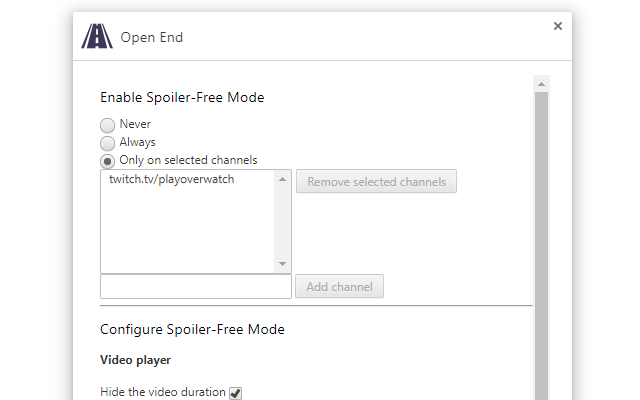 Open End
Enable Spoiler-Free Mode
Never
Always
Only on selected channels
twitch.tv/playoverwatch
Remove selected channels
Add channel
Configure Spoiler-Free Mode
Video player
Hide the video duration